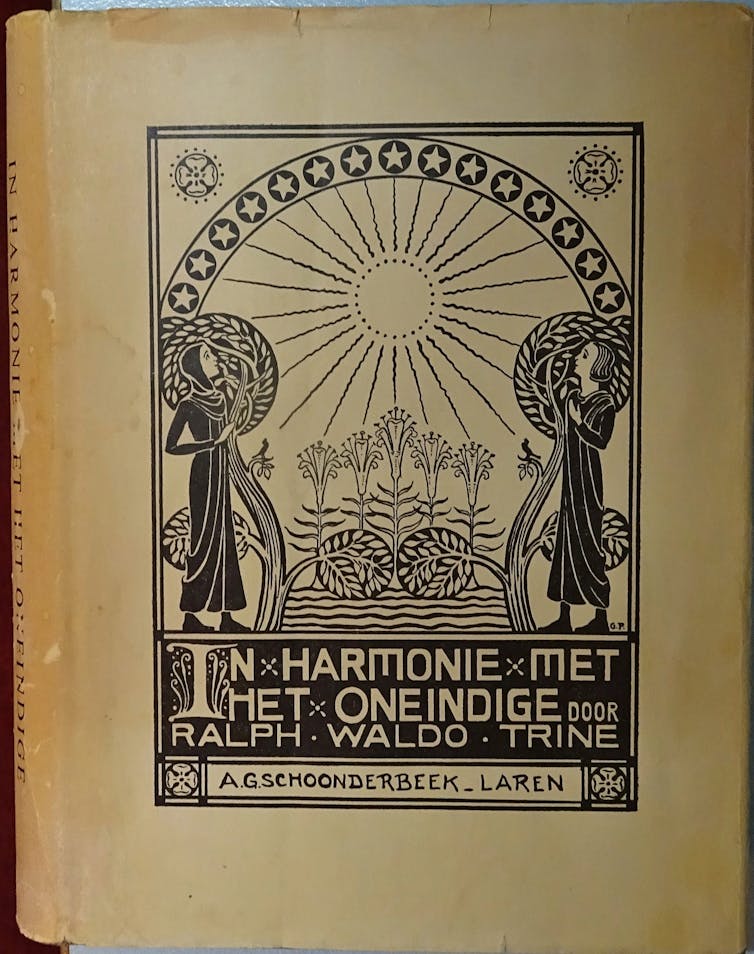 IN HARMONIE MET HET ONEINDIGE
G.P.
IN HARMONIE MET
HET ONEINDIGE DOOR
RALPH · WALDO · TRINE
A.G. SCHOONDERBEEK - LAREN